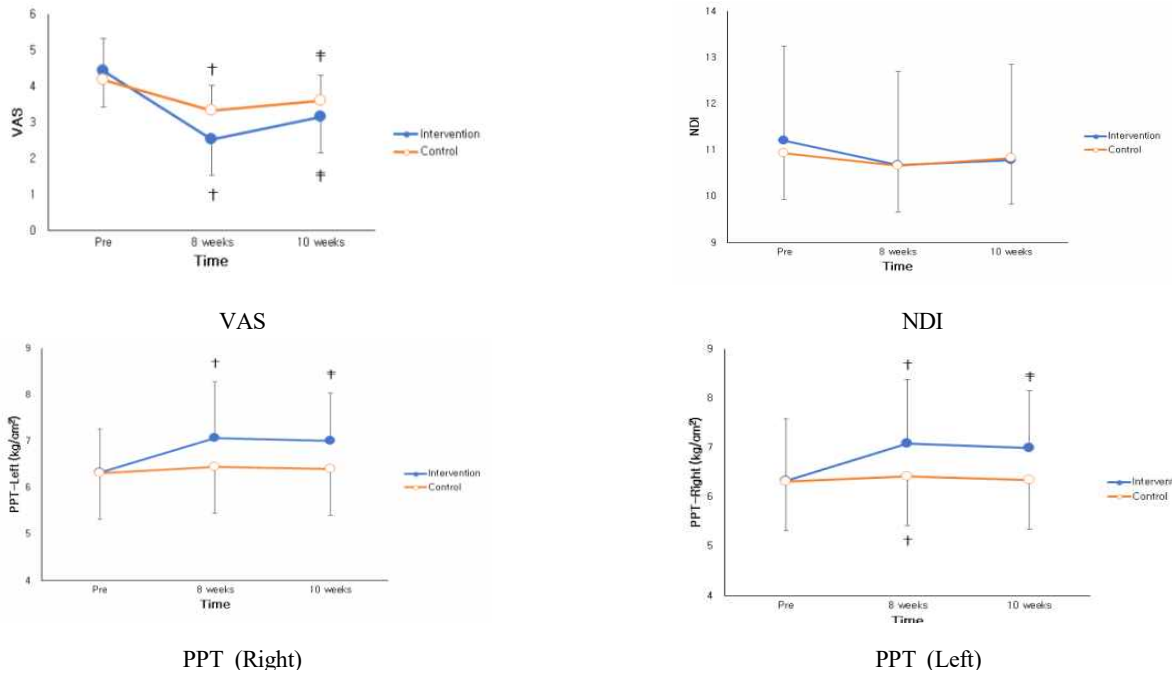 6
5
4
3
2
1
0
VAS
†
‡
†
‡
Pre
8 weeks
10 weeks
Time
Intervention
Control
VAS
14
13
12
11
10
9
NDI
Pre
8 weeks
10 weeks
Time
Intervention
Control
NDI
9
8
7
6
5
4
PPT-Left (kg/cm²)
†
‡
Pre
8 weeks
10 weeks
Time
Intervention
Control
PPT (Right)
9
8
7
6
5
4
PPT-Right (kg/cm²)
†
‡
†
Pre
8 weeks
10 weeks
Time
Intervent
Control
PPT (Left)